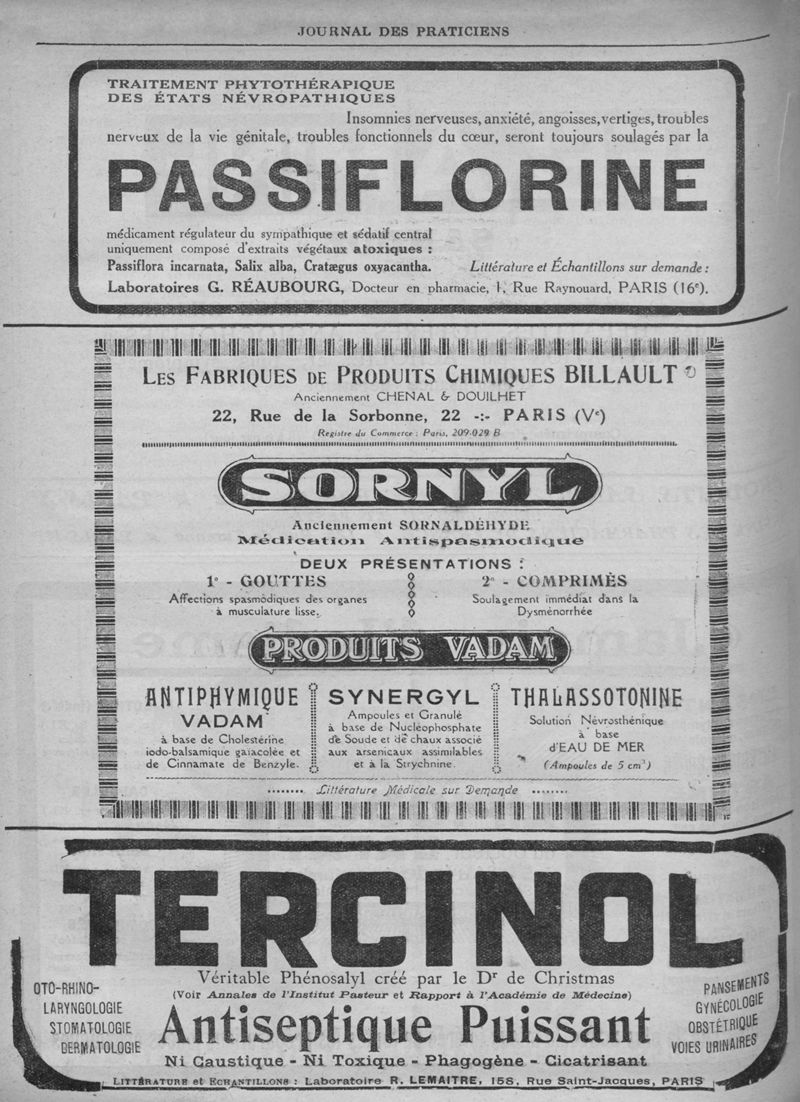 JOURNAL DES PRATICIENS
TRAITEMENT PHYTOTHÉRAPIQUE
DES ÉTATS NÉVROPATHIQUES
Insomnies nerveuses, anxiété, angoisses, vertiges, troubles
nerveux de la vie génitale, troubles fonctionnels du cœur, seront toujours soulagés par la
PASSIFLORINE
médicament régulateur du sympathique et sédatif central
uniquement composé d'extraits végétaux atoxiques :
Passiflora incarnata, Salix alba, Cratægus oxyacantha. Littérature et Échantillons sur demande :
Laboratoires G. RÉAUBOURG, Docteur en pharmacie, 1, Rue Raynouard, PARIS (16e).
LES FABRIQUES DE PRODUITS CHIMIQUES BILLAULT
Anciennement CHENAL & DOUILHET
22, Rue de la Sorbonne, 22 -:- PARIS (Ve)
Registre du Commerce : Paris, 209-029 B
SORNYL
Anciennement SORNALDÉHYDE
Médication Antispasmodique
DEUX PRÉSENTATIONS :
1° - GOUTTES
Affections spasmodiques des organes
à musculature lisse.
2° - COMPRIMÉS
Soulagement immédiat dans la
Dysménorrhée
PRODUITS VADAM
ANTIPHYMIQUE
VADAM
à base de Cholestérine
iodo-balsamique gaïacolée et
de Cinnamate de Benzyle.
SYNERGYL
Ampoules et Granulé
à base de Nucléophosphate
de Soude et de chaux associé
aux arsenicaux assimilables
et à la Strychnine.
THALASSOTONINE
Solution Névrosthénique
à base
d'EAU DE MER
(Ampoules de 5 cm3)
Littérature Médicale sur Demande
TERCINOL
Véritable Phénosalyl créé par le Dr de Christmas
(Voir Annales de l'Institut Pasteur et Rapport à l'Académie de Médecine)
OTO-RHINO-
LARYNGOLOGIE
STOMATOLOGIE
DERMATOLOGIE
Antiseptique Puissant
PANSEMENTS
GYNÉCOLOGIE
OBSTÉTRIQUE
VOIES URINAIRES
Ni Caustique - Ni Toxique - Phagogène - Cicatrisant
LITTÉRATURE et ECHANTILLONS : Laboratoire R. LEMAITRE, 158, Rue Saint-Jacques, PARIS